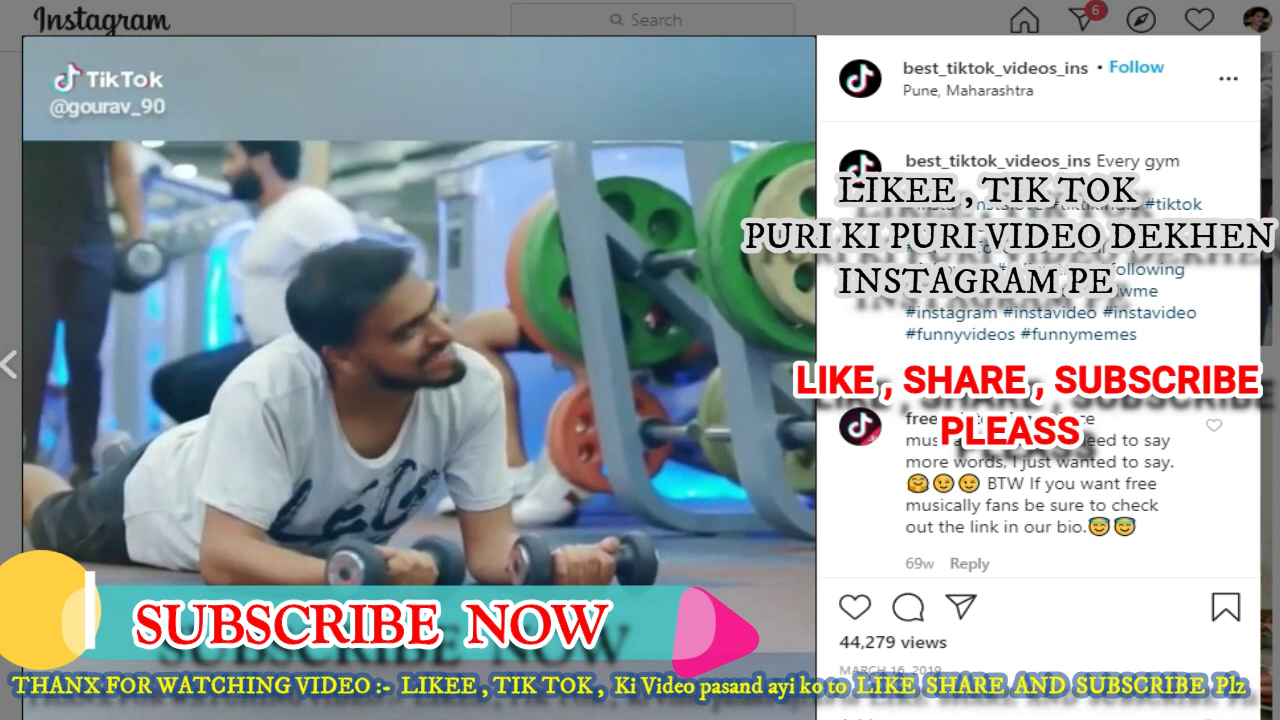 Instagram
Search
6
TikTok
@gourav_90
best_tiktok_videos_ins • Follow
Pune, Maharashtra
best_tiktok_videos_ins Every gym
LIKEE , TIK TOK
#tiktok
PURI KI PURI VIDEO DEKHEN
following
INSTAGRAM PE
#instagram #instavideo #instavideo
#funnyvideos #funnymemes
LIKE , SHARE , SUBSCRIBE
PLEASS
need to say
more words, I just wanted to say.
🤗😉😉 BTW If you want free
musically fans be sure to check
out the link in our bio.😇😇
69w Reply
SUBSCRIBE NOW
44,279 views
MARCH 16, 2019
THANX FOR WATCHING VIDEO :- LIKEE , TIK TOK , Ki Video pasand ayi ko to LIKE SHARE AND SUBSCRIBE Plz